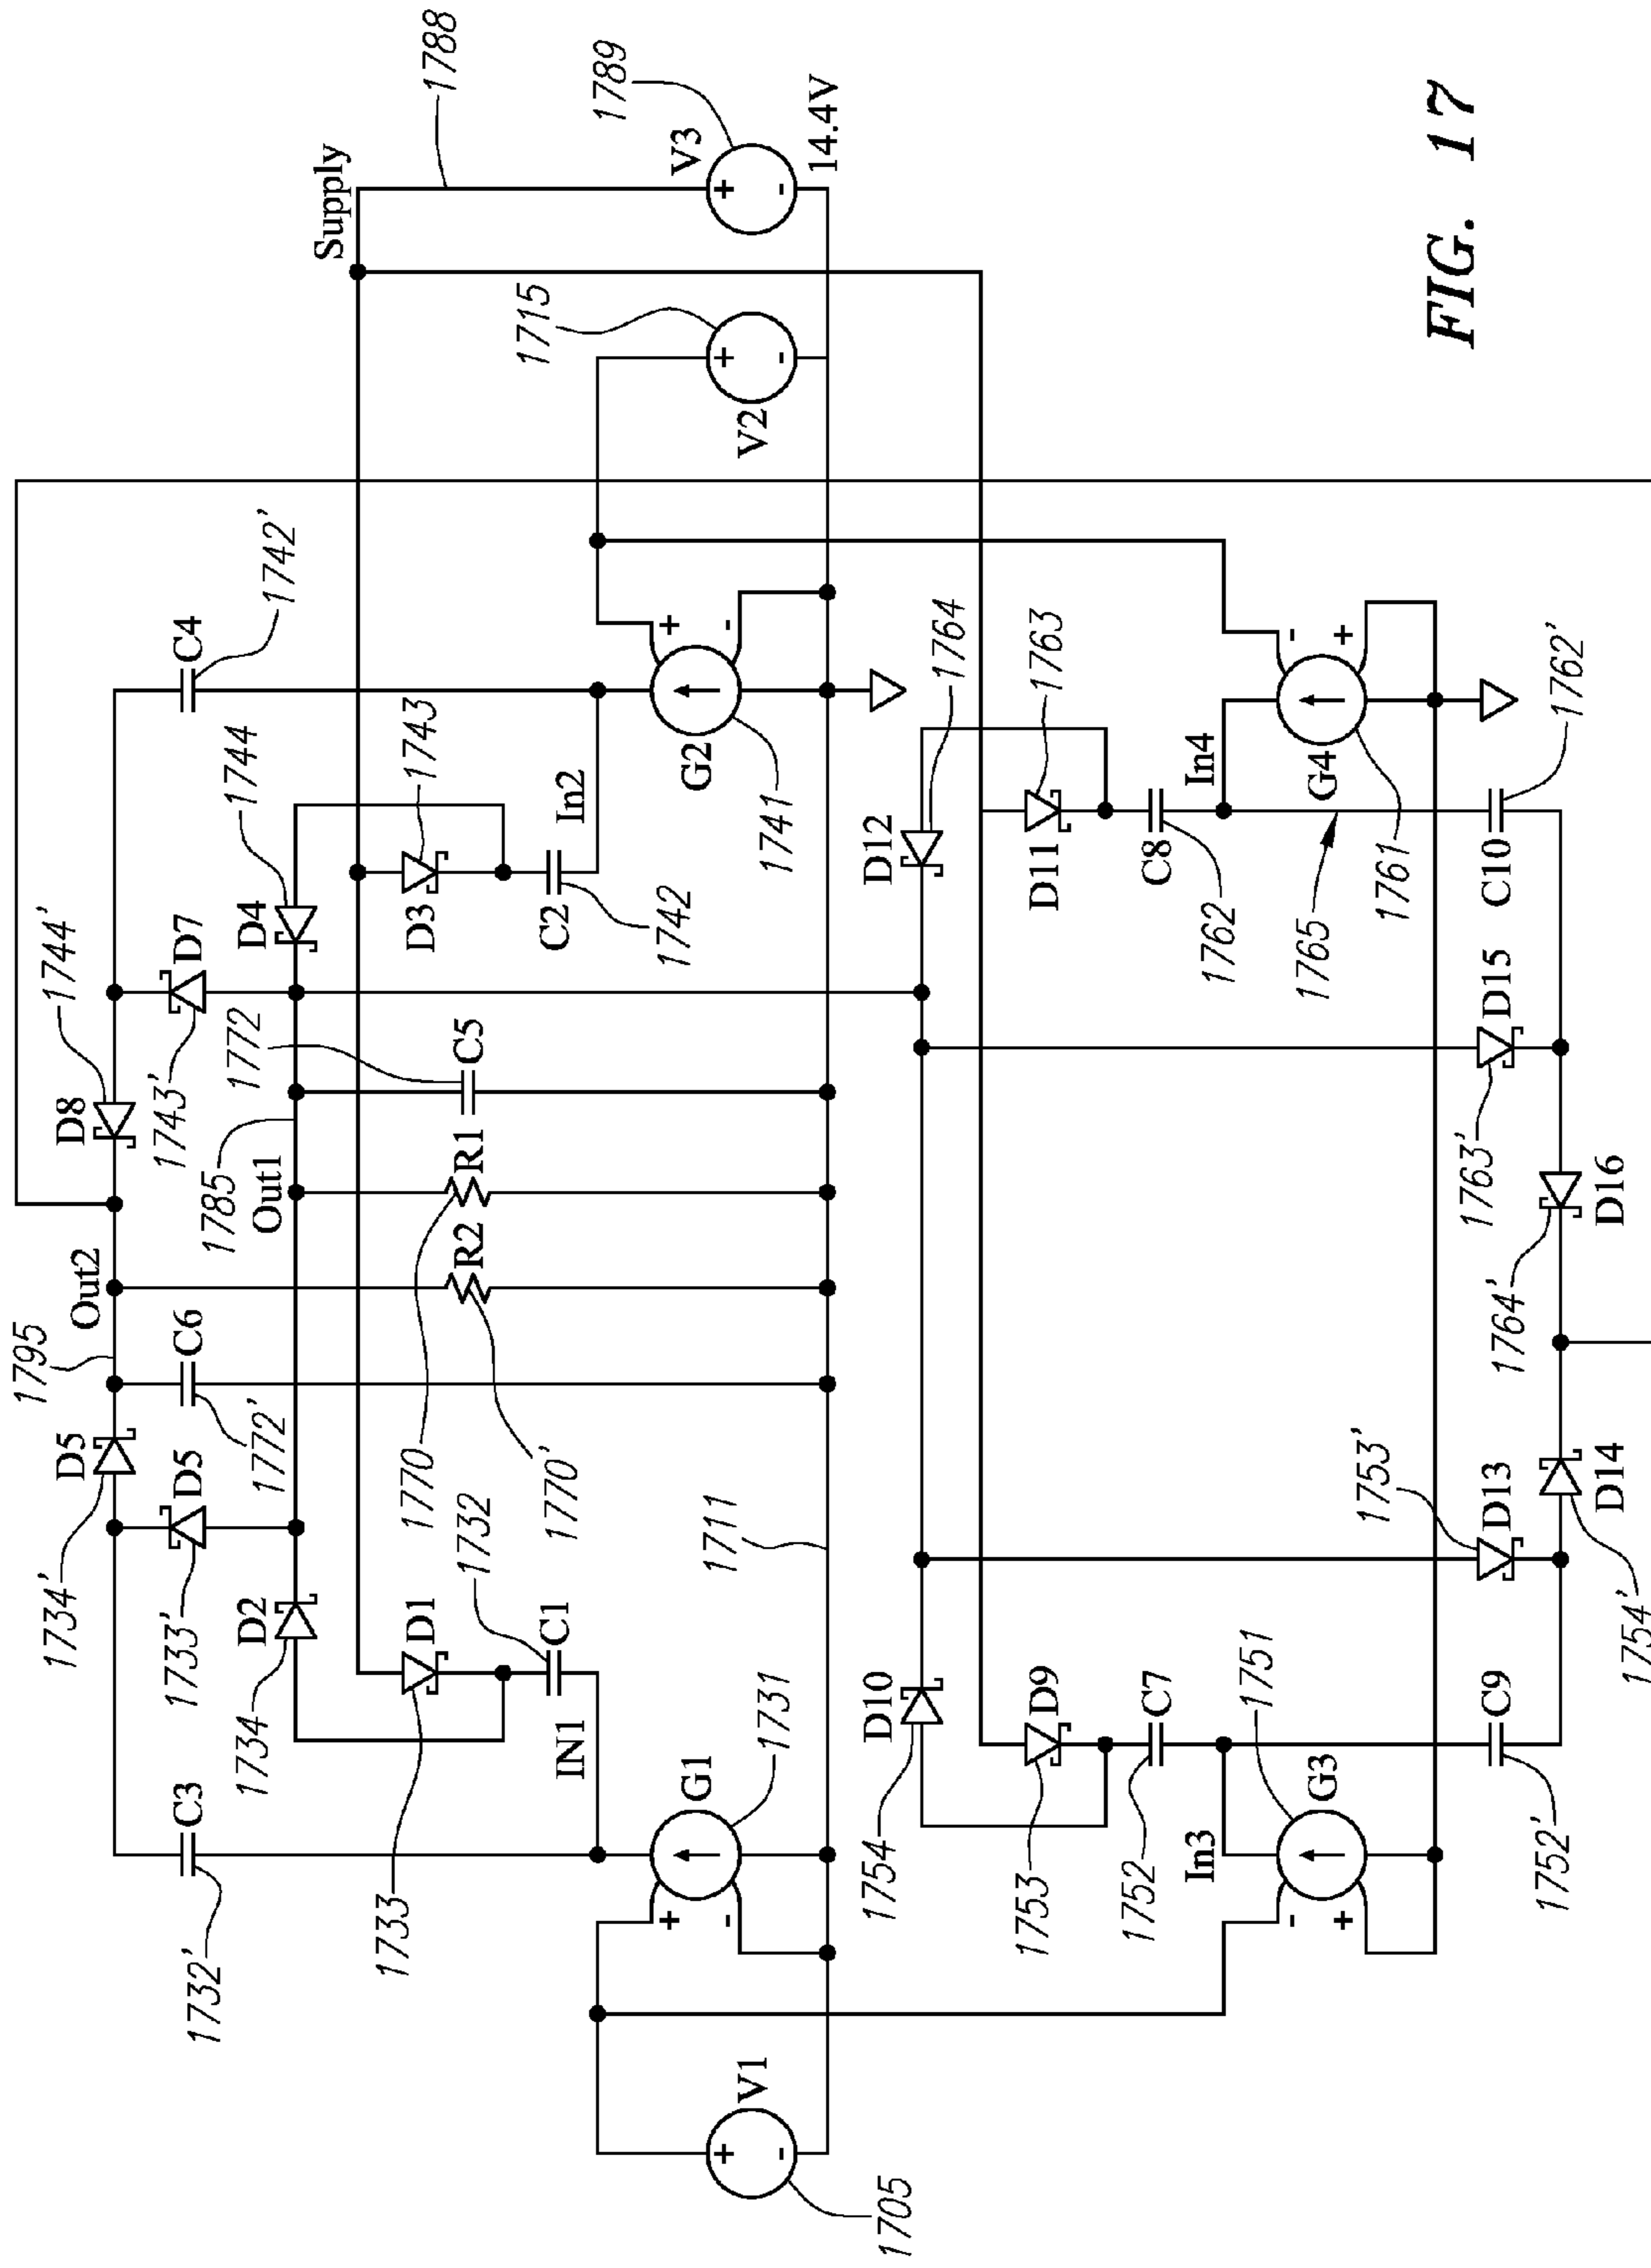 1788
Supply
V3
1789
14.4V
1715
V2
C4
1742'
1744
1743
In2
G2
1741
D3
C2
1742
1744'
D7
D4
D8
1743'
1772
C5
1785
Out1
R1
R2
Out2
1795
C6
1772'
1770
1770'
D5
D5
1734'
1733'
D2
1734
1732
D1
C1
IN1
1711
C3
1732'
1733
G1
1731
V1
1705
1764
1763
D12
D11
C8
In4
1762
1765
G4
1761
1762'
C10
D15
1763'
D16
1764'
1753'
D13
D14
1754'
D10
1754
D9
1753
C7
1752
In3
G3
1751
C9
1752'
+
-
+
-
+
-
+
-
+
-
-
+
-
+
FIG. 17